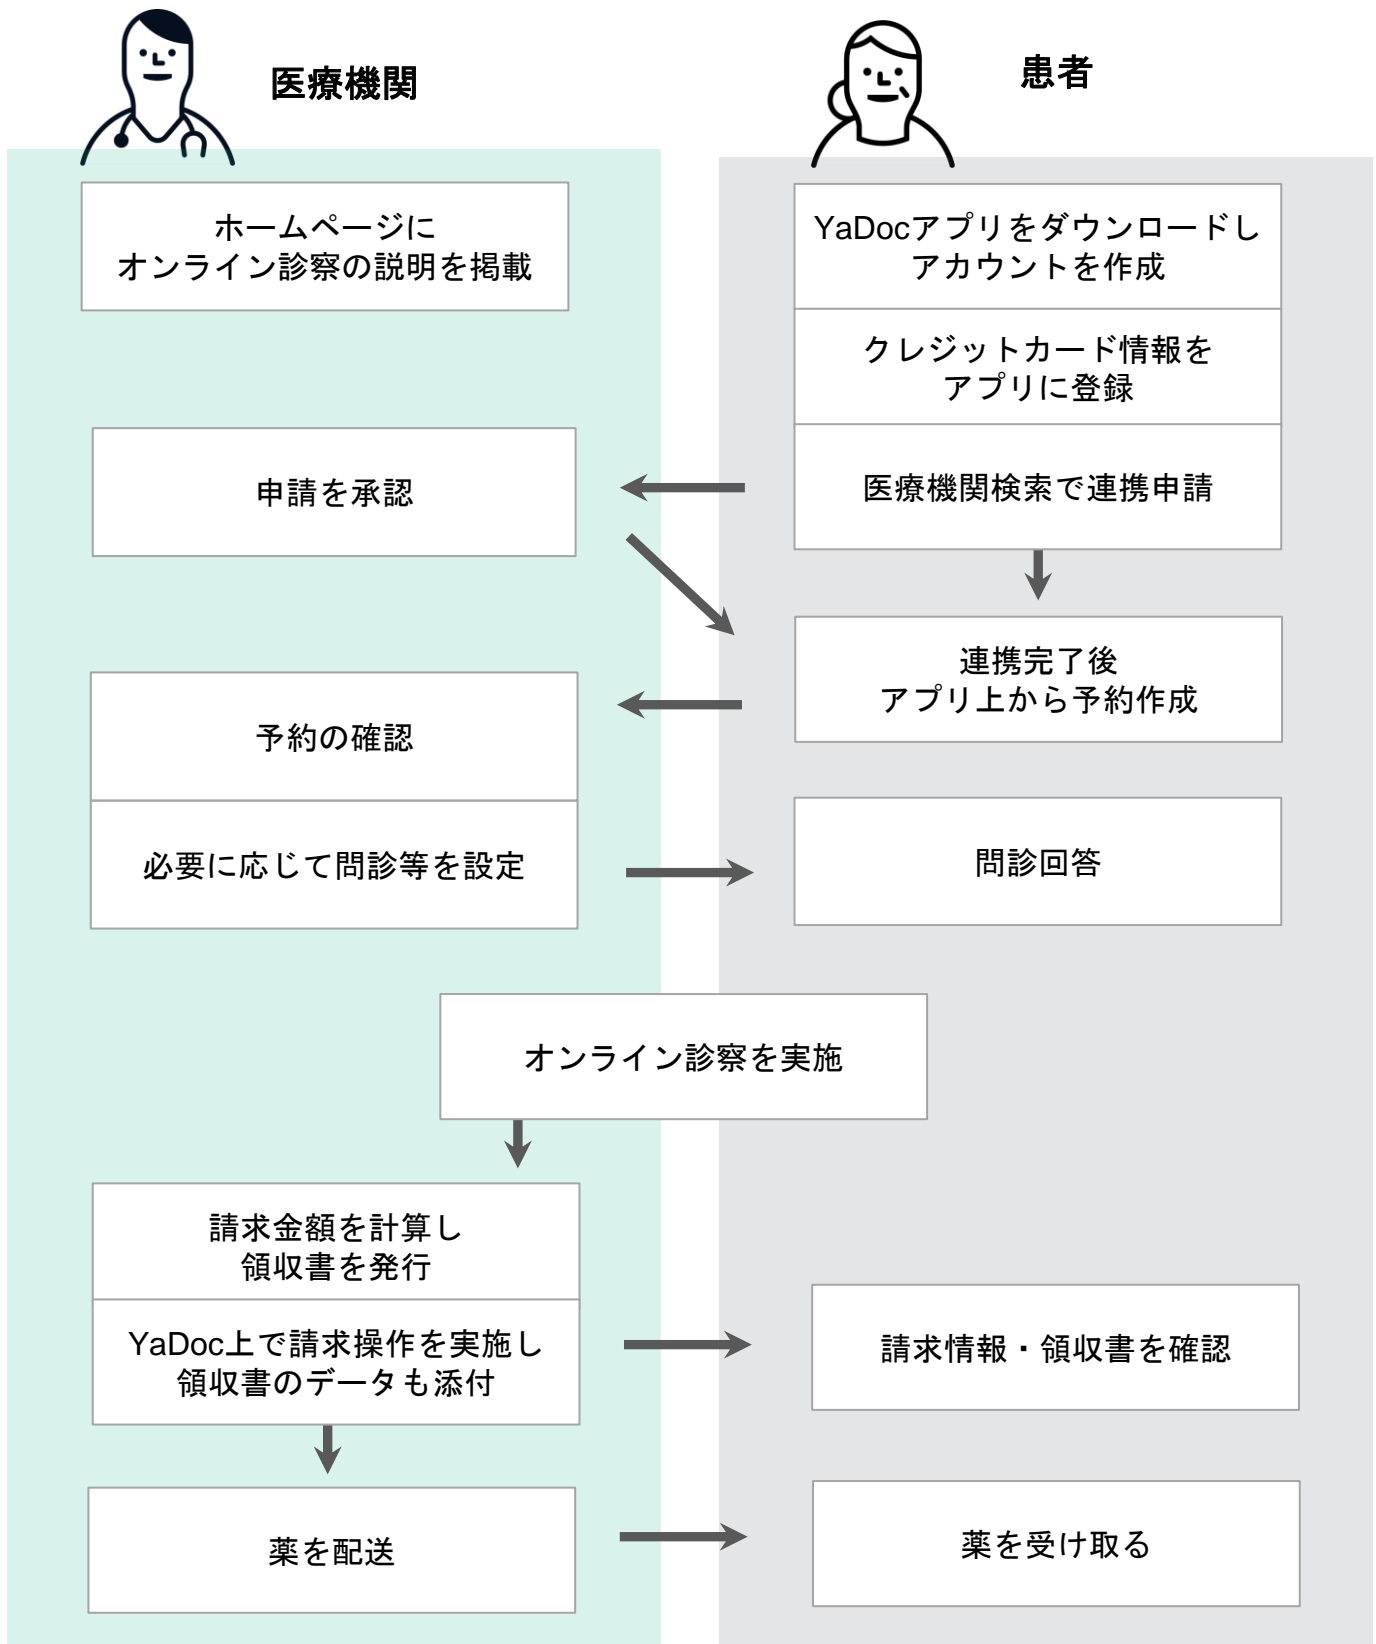 医療機関
患者
ホームページに
オンライン診察の説明を掲載
YaDocアプリをダウンロードし
アカウントを作成
クレジットカード情報を
アプリに登録
医療機関検索で連携申請
申請を承認
連携完了後
アプリ上から予約作成
予約の確認
必要に応じて問診等を設定
問診回答
オンライン診察を実施
請求金額を計算し
領収書を発行
YaDoc上で請求操作を実施し
領収書のデータも添付
請求情報・領収書を確認
薬を配送
薬を受け取る